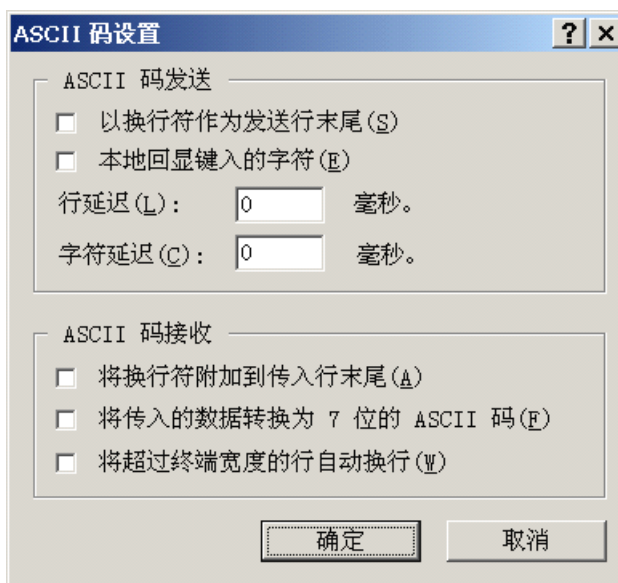 ASCII 码设置
ASCII 码发送
以换行符作为发送行末尾(S)
本地回显键入的字符(E)
行延迟(L): 0 毫秒。
字符延迟(C): 0 毫秒。
ASCII 码接收
将换行符附加到传入行末尾(A)
将传入的数据转换为 7 位的 ASCII 码(F)
将超过终端宽度的行自动换行(W)
确定 取消